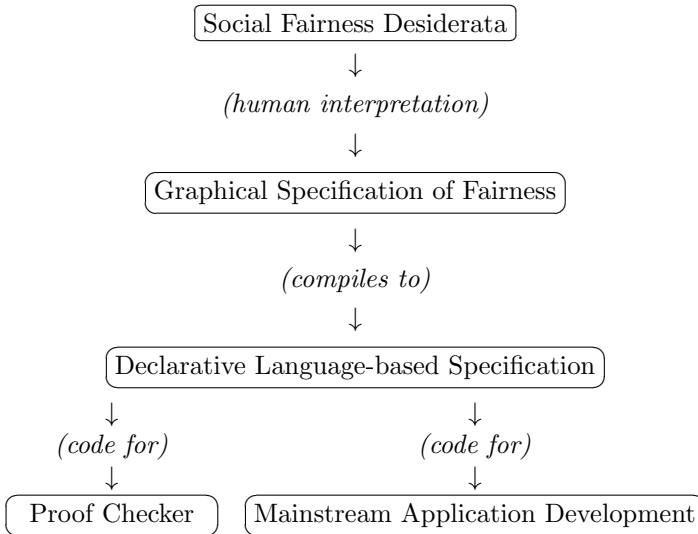 Social Fairness Desiderata
↓
(human interpretation)
↓
Graphical Specification of Fairness
↓
(compiles to)
↓
Declarative Language-based Specification
↓ ↓
(code for) (code for)
↓ ↓
Proof Checker Mainstream Application Development